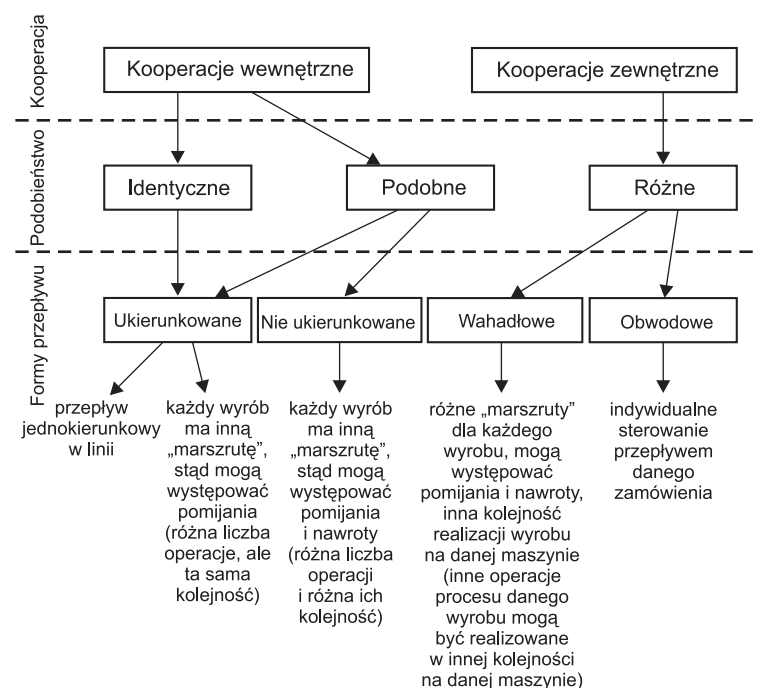 Kooperacja
Kooperacje wewnętrzne
Kooperacje zewnętrzne
Podobieństwo
Identyczne
Podobne
Różne
Formy przepływu
Ukierunkowane
Nie ukierunkowane
Wahadłowe
Obwodowe
przepływ
jednokierunkowy
w linii
każdy wyrób
ma inną
„marszrutę”,
stąd mogą
występować
pomijania
(różna liczba
operacje, ale
ta sama
kolejność)
każdy wyrób
ma inną
„marszrutę”,
stąd mogą
występować
pomijania
i nawroty
(różna liczba
operacji
i różna ich
kolejność)
różne „marszruty”
dla każdego
wyrobu, mogą
występować
pomijania i nawroty,
inna kolejność
realizacji wyrobu
na danej maszynie
(inne operacje
procesu danego
wyrobu mogą
być realizowane
w innej kolejności
na danej maszynie)
indywidualne
sterowanie
przepływem
danego
zamówienia